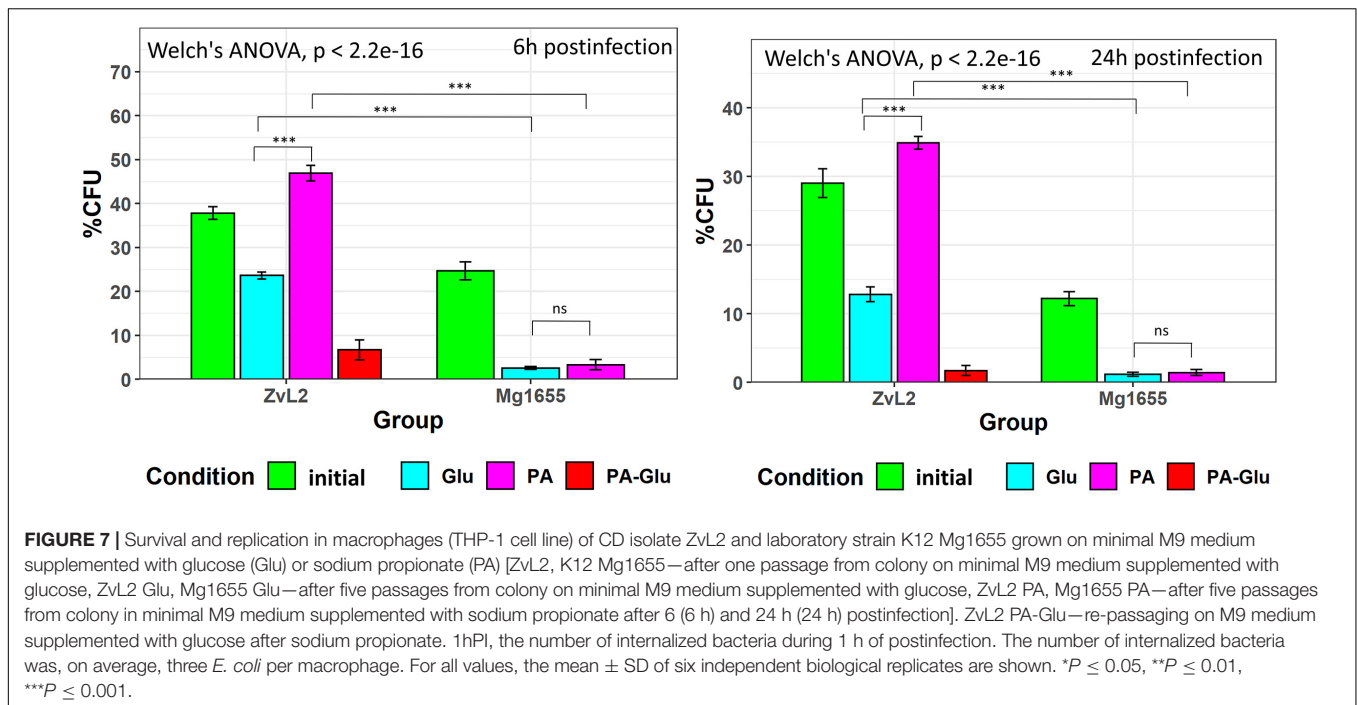 Welch's ANOVA, p < 2.2e-16
6h postinfection
***
***
***
ns
70
60
50
40
30
20
10
0
%CFU
ZvL2
Mg1655
Group
Condition
initial
Glu
PA
PA-Glu
Welch's ANOVA, p < 2.2e-16
24h postinfection
***
***
***
ns
40
30
20
10
0
%CFU
ZvL2
Mg1655
Group
Condition
initial
Glu
PA
PA-Glu
FIGURE 7 | Survival and replication in macrophages (THP-1 cell line) of CD isolate ZvL2 and laboratory strain K12 Mg1655 grown on minimal M9 medium
supplemented with glucose (Glu) or sodium propionate (PA) [ZvL2, K12 Mg1655—after one passage from colony on minimal M9 medium supplemented with
glucose, ZvL2 Glu, Mg1655 Glu—after five passages from colony on minimal M9 medium supplemented with glucose, ZvL2 PA, Mg1655 PA—after five passages
from colony in minimal M9 medium supplemented with sodium propionate after 6 (6 h) and 24 h (24 h) postinfection]. ZvL2 PA-Glu—re-passaging on M9 medium
supplemented with glucose after sodium propionate. 1hPI, the number of internalized bacteria during 1 h of postinfection. The number of internalized bacteria
was, on average, three E. coli per macrophage. For all values, the mean ± SD of six independent biological replicates are shown. *P ≤ 0.05, **P ≤ 0.01,
***P ≤ 0.001.